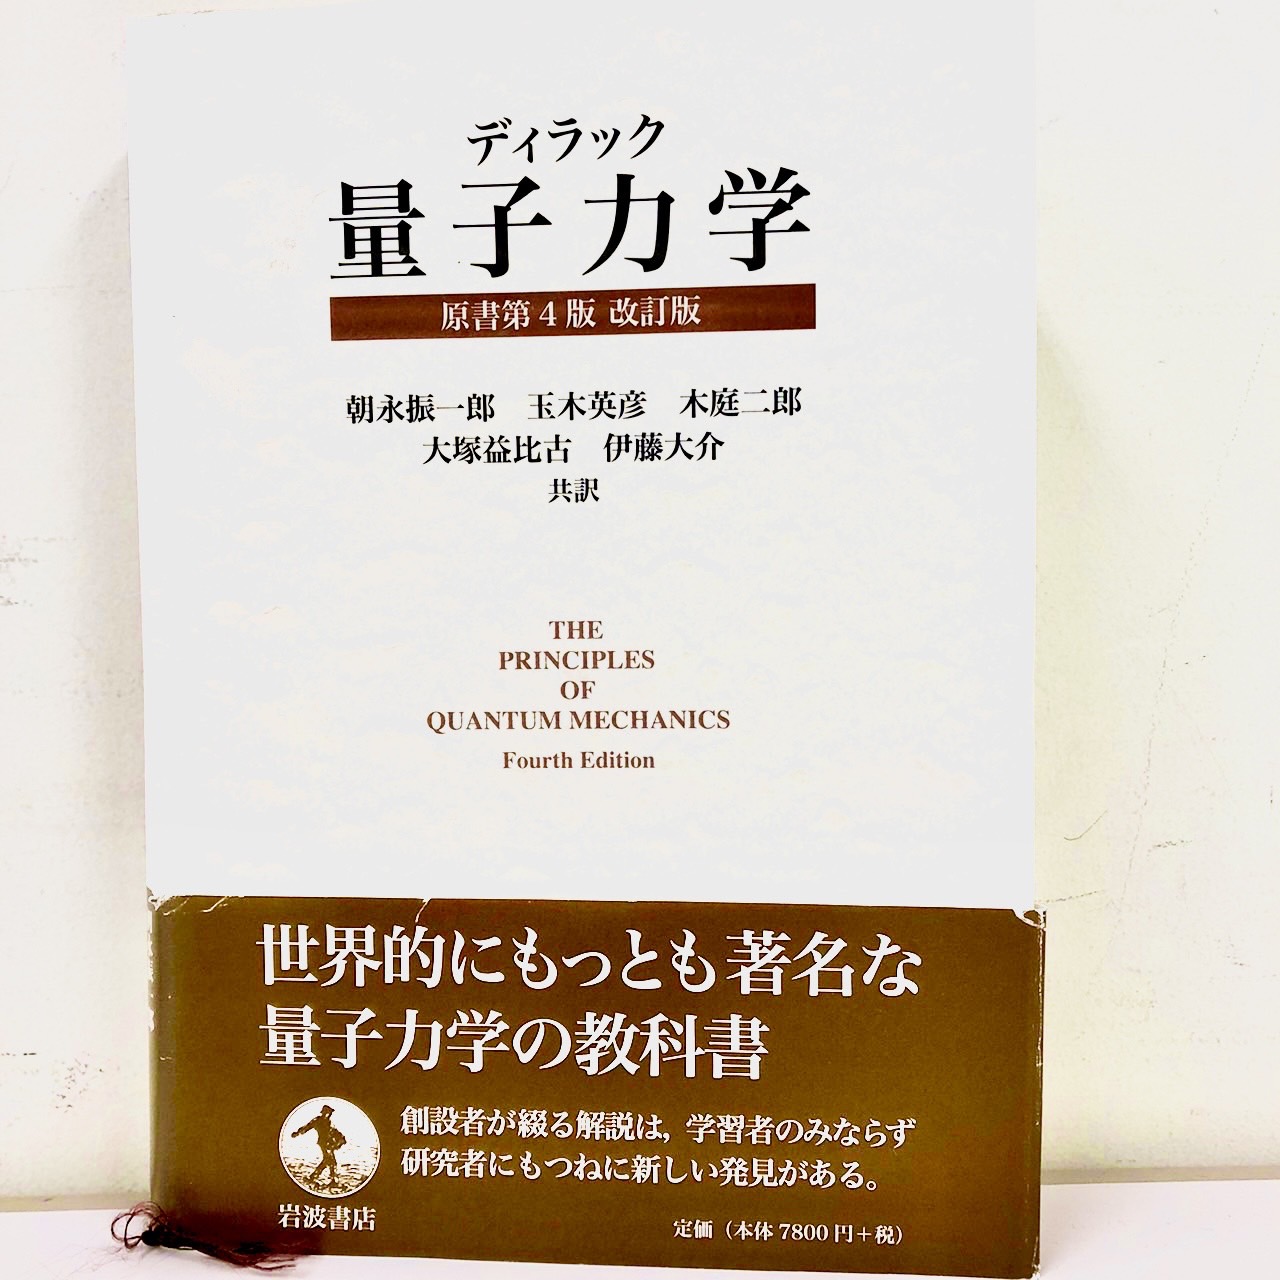 ディラック
量子力学
原書第4版 改訂版
朝永振一郎 玉木英彦 木庭二郎
大塚益比古 伊藤大介
共訳
THE
PRINCIPLES
OF
QUANTUM MECHANICS
Fourth Edition
世界的にもっとも著名な
量子力学の教科書
創設者が綴る解説は，学習者のみならず
研究者にもつねに新しい発見がある。
岩波書店
定価（本体 7800 円＋税）